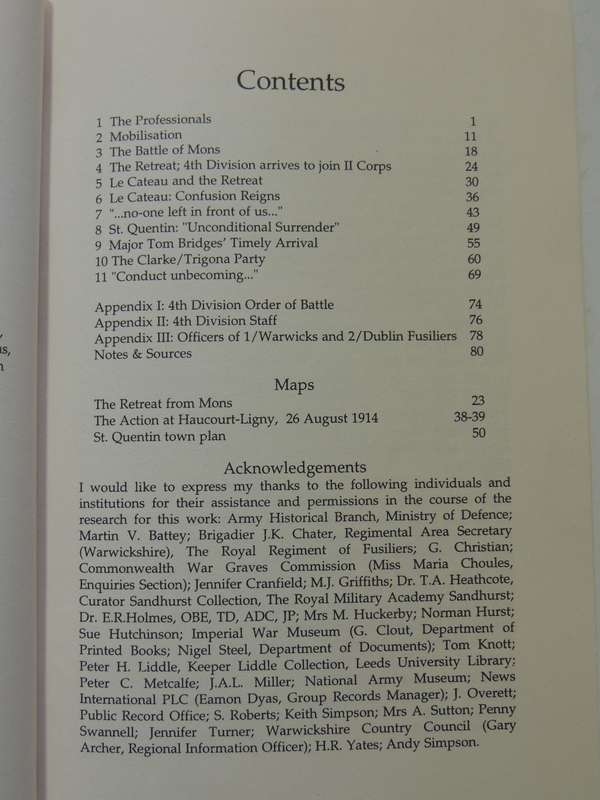 Contents
1 The Professionals 1
2 Mobilisation 11
3 The Battle of Mons 18
4 The Retreat; 4th Division arrives to join II Corps 24
5 Le Cateau and the Retreat 30
6 Le Cateau: Confusion Reigns 36
7 "...no-one left in front of us..." 43
8 St. Quentin: "Unconditional Surrender" 49
9 Major Tom Bridges' Timely Arrival 55
10 The Clarke/Trigona Party 60
11 "Conduct unbecoming..." 69
Appendix I: 4th Division Order of Battle 74
Appendix II: 4th Division Staff 76
Appendix III: Officers of 1/Warwicks and 2/Dublin Fusiliers 78
Notes & Sources 80
Maps
The Retreat from Mons 23
The Action at Haucourt-Ligny, 26 August 1914 38-39
St. Quentin town plan 50
Acknowledgements
I would like to express my thanks to the following individuals and
institutions for their assistance and permissions in the course of the
research for this work: Army Historical Branch, Ministry of Defence;
Martin V. Battey; Brigadier J.K. Chater, Regimental Area Secretary
(Warwickshire), The Royal Regiment of Fusiliers; G. Christian;
Commonwealth War Graves Commission (Miss Maria Choules,
Enquiries Section); Jennifer Cranfield; M.J. Griffiths; Dr. T.A. Heathcote,
Curator Sandhurst Collection, The Royal Military Academy Sandhurst;
Dr. E.R.Holmes, OBE, TD, ADC, JP; Mrs M. Huckerby; Norman Hurst;
Sue Hutchinson; Imperial War Museum (G. Clout, Department of
Printed Books; Nigel Steel, Department of Documents); Tom Knott;
Peter H. Liddle, Keeper Liddle Collection, Leeds University Library;
Peter C. Metcalfe; J.A.L. Miller; National Army Museum; News
International PLC (Eamon Dyas, Group Records Manager); J. Overett;
Public Record Office; S. Roberts; Keith Simpson; Mrs A. Sutton; Penny
Swannell; Jennifer Turner; Warwickshire Country Council (Gary
Archer, Regional Information Officer); H.R. Yates; Andy Simpson.